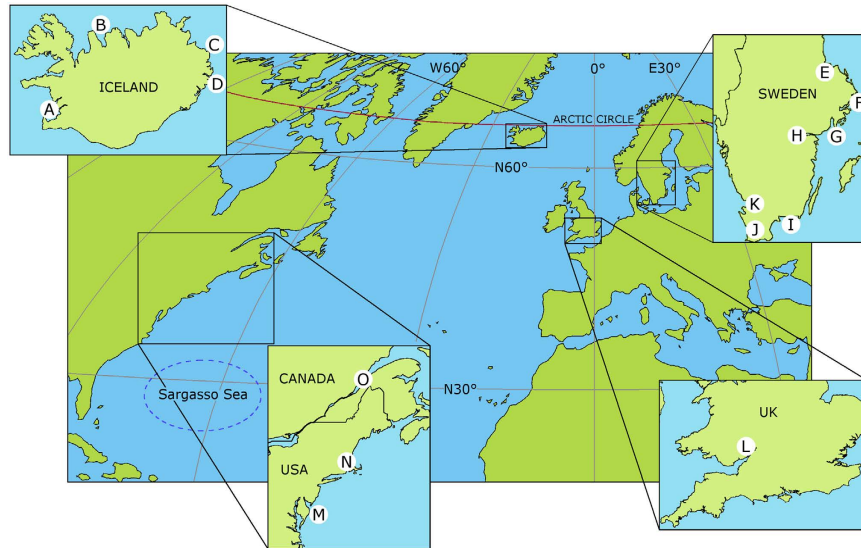 B
C
ICELAND
D
A
W60°
0°
E30°
ARCTIC CIRCLE
N60°
E
SWEDEN
F
H
G
K
I
J
Sargasso Sea
N30°
CANADA
O
USA
N
M
UK
L